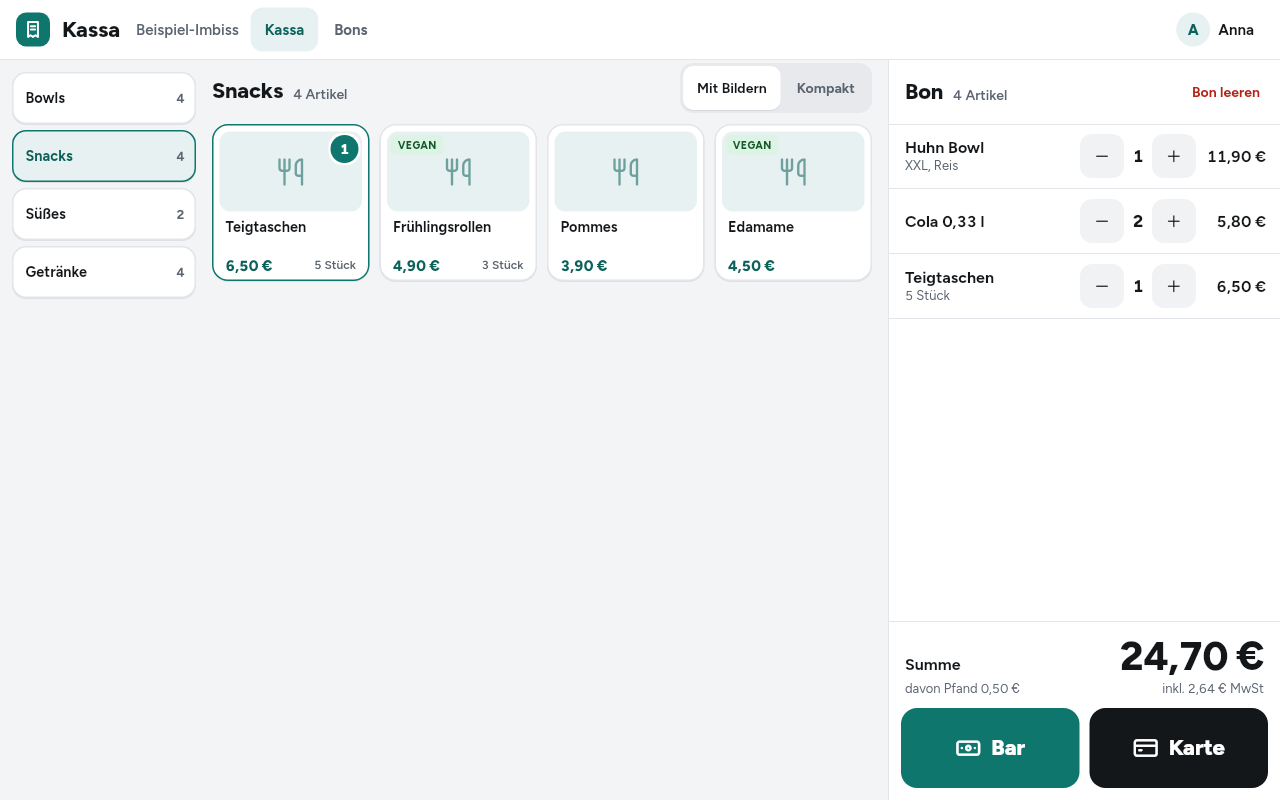 Kassa
Beispiel-Imbiss
Kassa
Bons
A
Anna
Bowls 4
Snacks 4
Süßes 2
Getränke 4
Snacks 4 Artikel
Mit Bildern
Kompakt
1
Teigtaschen
6,50 € 5 Stück
VEGAN
Frühlingsrollen
4,90 € 3 Stück
Pommes
3,90 €
VEGAN
Edamame
4,50 €
Bon 4 Artikel
Bon leeren
Huhn Bowl
XXL, Reis
− 1 + 11,90 €
Cola 0,33 l
− 2 + 5,80 €
Teigtaschen
5 Stück
− 1 + 6,50 €
Summe 24,70 €
davon Pfand 0,50 € inkl. 2,64 € MwSt
Bar
Karte